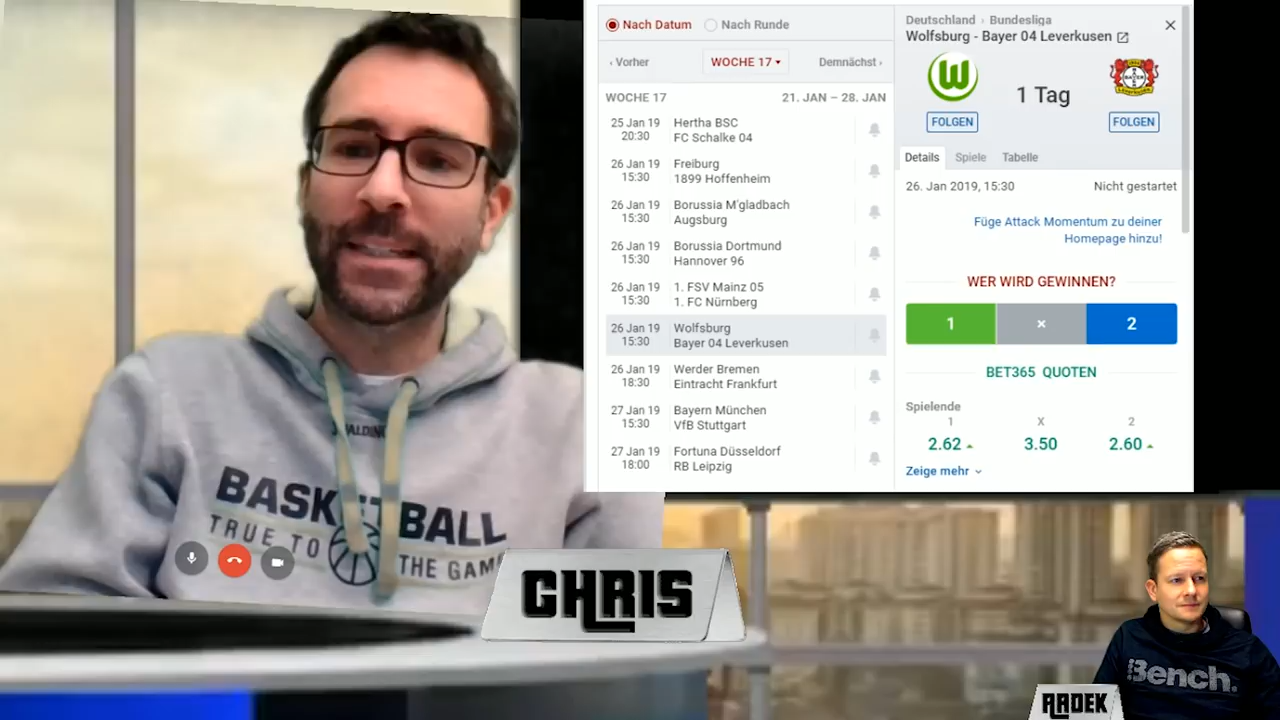 Nach Datum
Nach Runde
‹ Vorher
WOCHE 17
Demnächst ›
WOCHE 17
21. JAN – 28. JAN
25 Jan 19
20:30
Hertha BSC
FC Schalke 04
26 Jan 19
15:30
Freiburg
1899 Hoffenheim
26 Jan 19
15:30
Borussia M'gladbach
Augsburg
26 Jan 19
15:30
Borussia Dortmund
Hannover 96
26 Jan 19
15:30
1. FSV Mainz 05
1. FC Nürnberg
26 Jan 19
15:30
Wolfsburg
Bayer 04 Leverkusen
26 Jan 19
18:30
Werder Bremen
Eintracht Frankfurt
27 Jan 19
15:30
Bayern München
VfB Stuttgart
27 Jan 19
18:00
Fortuna Düsseldorf
RB Leipzig
Deutschland › Bundesliga
Wolfsburg - Bayer 04 Leverkusen
W
1 Tag
FOLGEN
FOLGEN
Details
Spiele
Tabelle
26. Jan 2019, 15:30
Nicht gestartet
Füge Attack Momentum zu deiner
Homepage hinzu!
WER WIRD GEWINNEN?
1
×
2
BET365 QUOTEN
Spielende
1
X
2
2.62
3.50
2.60
Zeige mehr
BASKETBALL
TRUE TO THE GAME
CHRIS
Bench.
RADEK